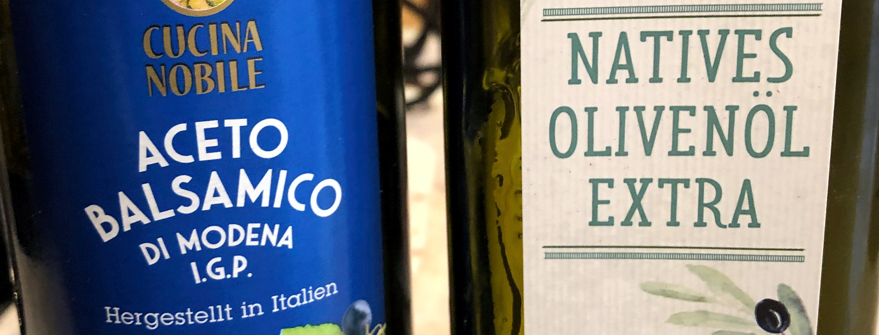 CUCINA
NOBILE
ACETO
BALSAMICO
DI MODENA
I.G.P.
Hergestellt in Italien
NATIVES
OLIVENÖL
EXTRA